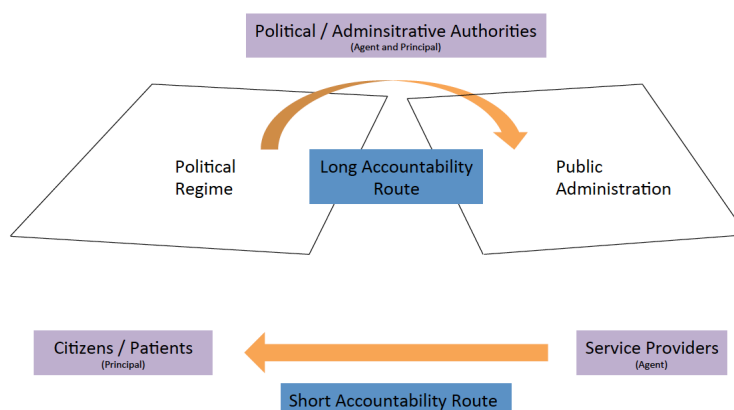 Political / Adminsitrative Authorities
(Agent and Principal)
Political
Regime
Long Accountability
Route
Public
Administration
Citizens / Patients
(Principal)
Service Providers
(Agent)
Short Accountability Route